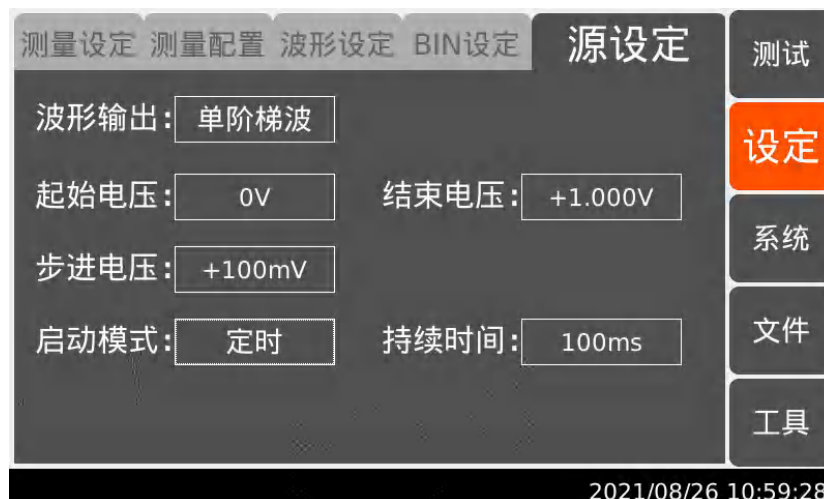 测量设定 测量配置 波形设定 BIN设定 源设定
测试
波形输出: 单阶梯波
设定
起始电压: 0V 结束电压: +1.000V
系统
步进电压: +100mV
启动模式: 定时 持续时间: 100ms
文件
工具
2021/08/26 10:59:28